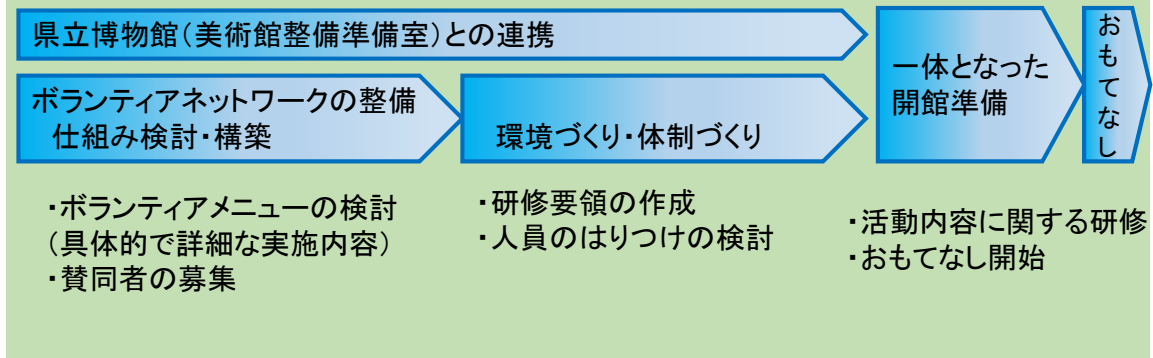 県立博物館(美術館整備準備室)との連携
ボランティアネットワークの整備
仕組み検討・構築
環境づくり・体制づくり
一体となった
開館準備
おもてなし
・ボランティアメニューの検討
(具体的で詳細な実施内容)
・賛同者の募集
・研修要領の作成
・人員のはりつけの検討
・活動内容に関する研修
・おもてなし開始